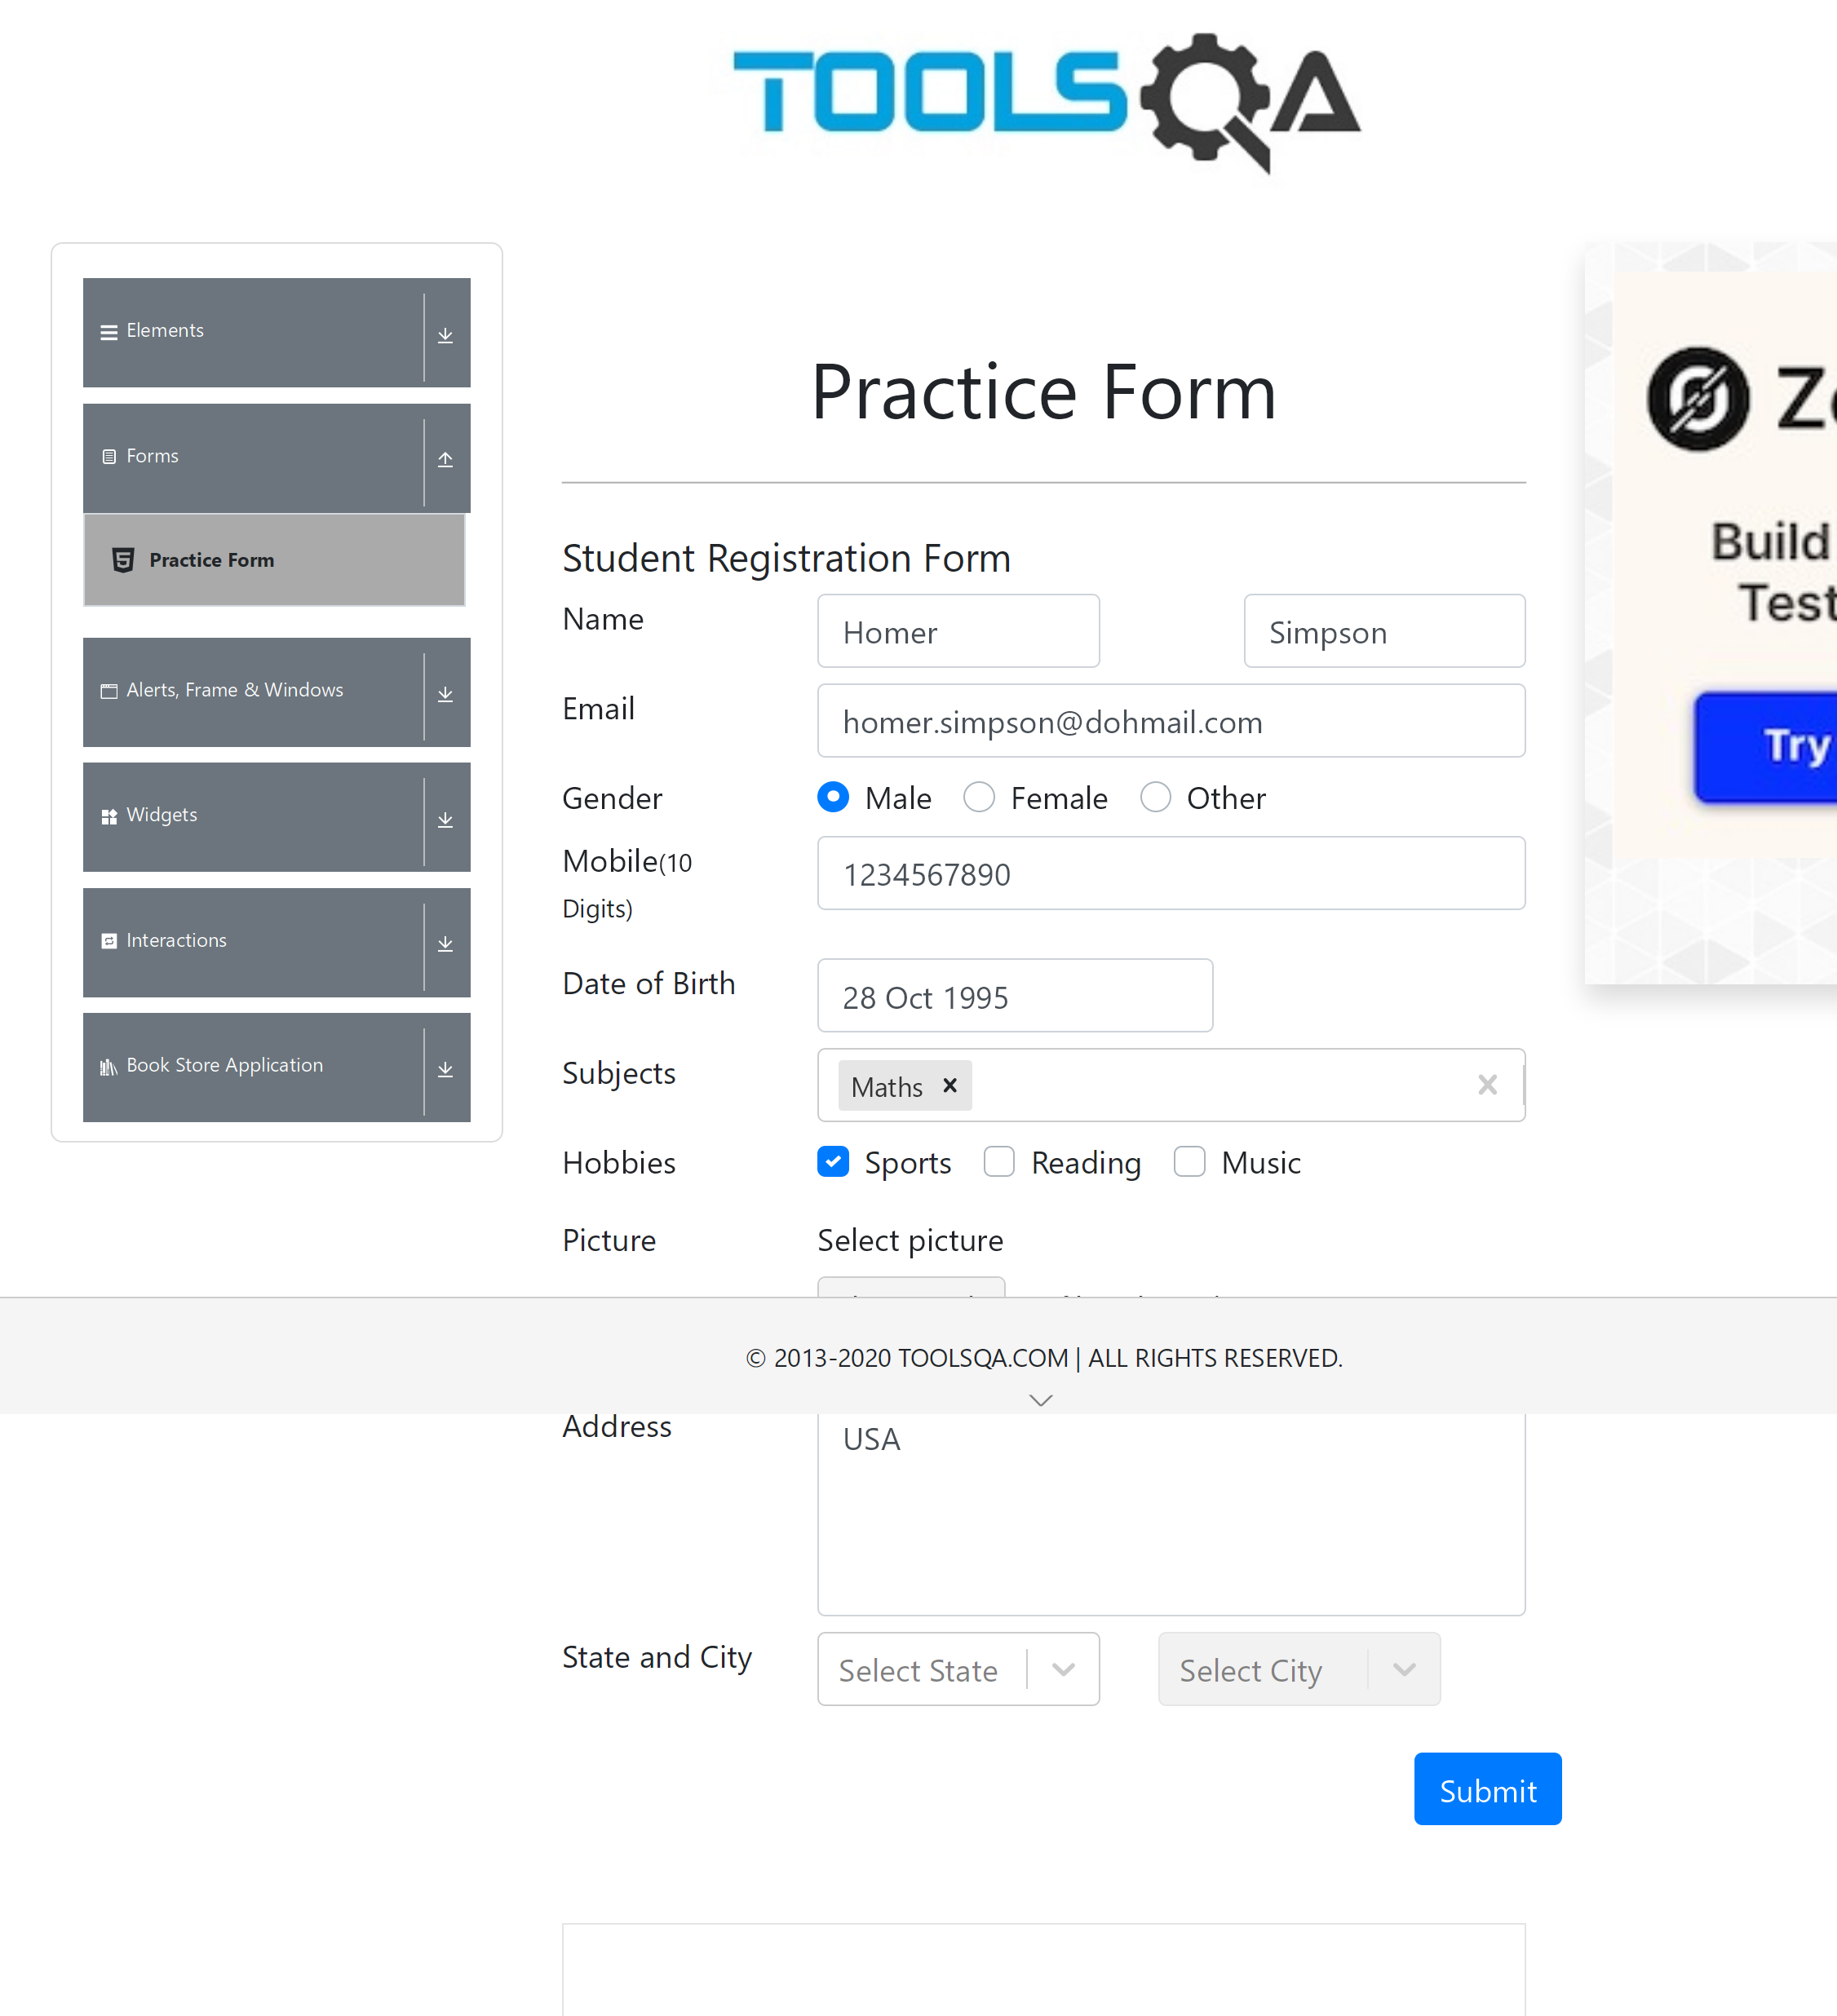 TOOLSQA
Elements
Forms
Practice Form
Alerts, Frame & Windows
Widgets
Interactions
Book Store Application
Practice Form
Student Registration Form
Name
Homer
Simpson
Email
homer.simpson@dohmail.com
Gender
Male
Female
Other
Mobile(10
Digits)
1234567890
Date of Birth
28 Oct 1995
Subjects
Maths
Hobbies
Sports
Reading
Music
Picture
Select picture
© 2013-2020 TOOLSQA.COM | ALL RIGHTS RESERVED.
Address
USA
State and City
Select State
Select City
Submit
Build
Test
Try